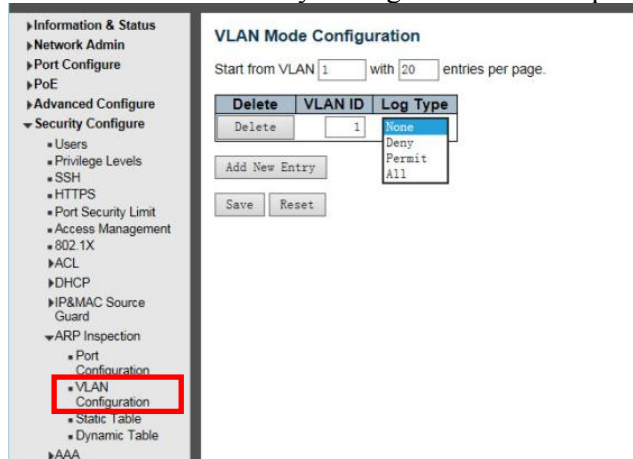 Information & Status
Network Admin
Port Configure
PoE
Advanced Configure
Security Configure
Users
Privilege Levels
SSH
HTTPS
Port Security Limit
Access Management
802.1X
ACL
DHCP
IP&MAC Source
Guard
ARP Inspection
Port
Configuration
VLAN
Configuration
Static Table
Dynamic Table
AAA
VLAN Mode Configuration
Start from VLAN 1 with 20 entries per page.
Delete VLAN ID Log Type
Delete 1 None
Deny
Permit
All
Add New Entry
Save Reset